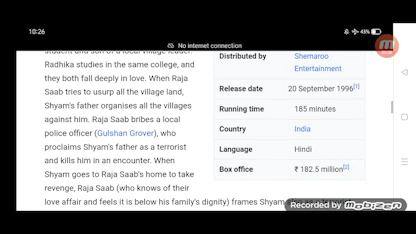 10:26
48%
No internet connection
student and son of a local village leader.
Radhika studies in the same college, and
they both fall deeply in love. When Raja
Saab tries to usurp all the village land,
Shyam's father organises all the villages
against him. Raja Saab bribes a local
police officer (Gulshan Grover), who
proclaims Shyam's father as a terrorist
and kills him in an encounter. When
Shyam goes to Raja Saab's home to take
revenge, Raja Saab (who knows of their
love affair and feels it is below his family's dignity) frames Shyam
Distributed by Shemaroo
Entertainment
Release date 20 September 1996[1]
Running time 185 minutes
Country India
Language Hindi
Box office ₹ 182.5 million[2]
Recorded by mobizen